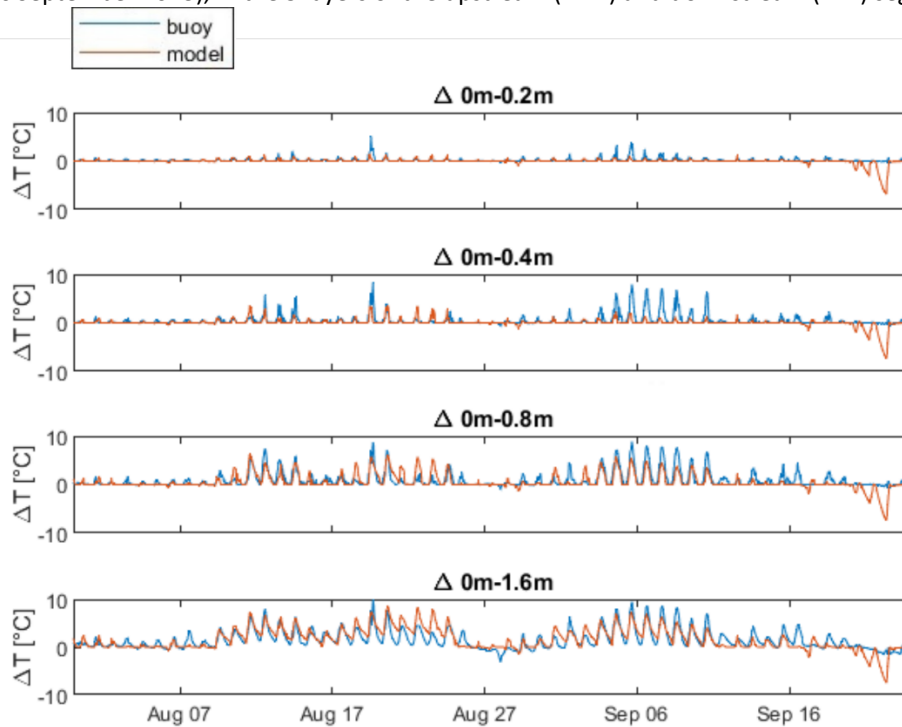 buoy
model
Δ 0m-0.2m
10
0
-10
ΔT [°C]
Δ 0m-0.4m
10
0
-10
ΔT [°C]
Δ 0m-0.8m
10
0
-10
ΔT [°C]
Δ 0m-1.6m
10
0
-10
ΔT [°C]
Aug 07 Aug 17 Aug 27 Sep 06 Sep 16